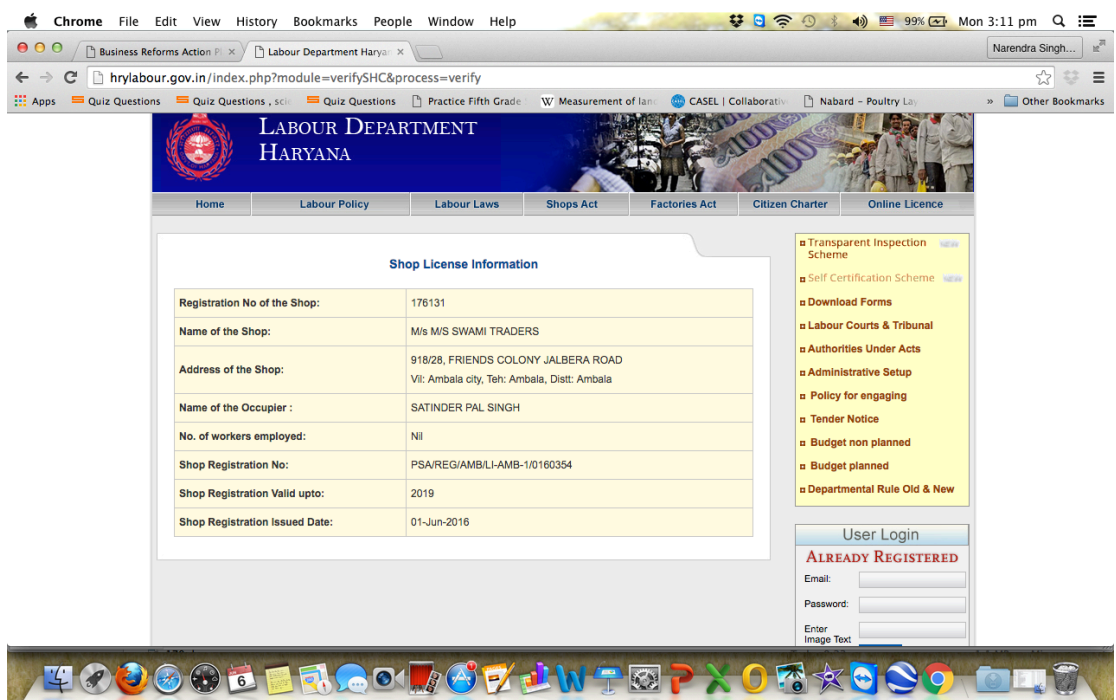 Chrome File Edit View History Bookmarks People Window Help 99% Mon 3:11 pm
Business Reforms Action Pl Labour Department Haryan Narendra Singh...
hrylabour.gov.in/index.php?module=verifySHC&process=verify
Apps Quiz Questions Quiz Questions , scie Quiz Questions Practice Fifth Grade Measurement of land CASEL | Collaborativ Nabard – Poultry Lay » Other Bookmarks
LABOUR DEPARTMENT
HARYANA
Home Labour Policy Labour Laws Shops Act Factories Act Citizen Charter Online Licence
Shop License Information
Registration No of the Shop: 176131
Name of the Shop: M/s M/S SWAMI TRADERS
Address of the Shop: 918/28, FRIENDS COLONY JALBERA ROAD
Vil: Ambala city, Teh: Ambala, Distt: Ambala
Name of the Occupier : SATINDER PAL SINGH
No. of workers employed: Nil
Shop Registration No: PSA/REG/AMB/LI-AMB-1/0160354
Shop Registration Valid upto: 2019
Shop Registration Issued Date: 01-Jun-2016
Transparent Inspection NEW
Scheme
Self Certification Scheme NEW
Download Forms
Labour Courts & Tribunal
Authorities Under Acts
Administrative Setup
Policy for engaging
Tender Notice
Budget non planned
Budget planned
Departmental Rule Old & New
User Login
ALREADY REGISTERED
Email:
Password:
Enter
Image Text
6